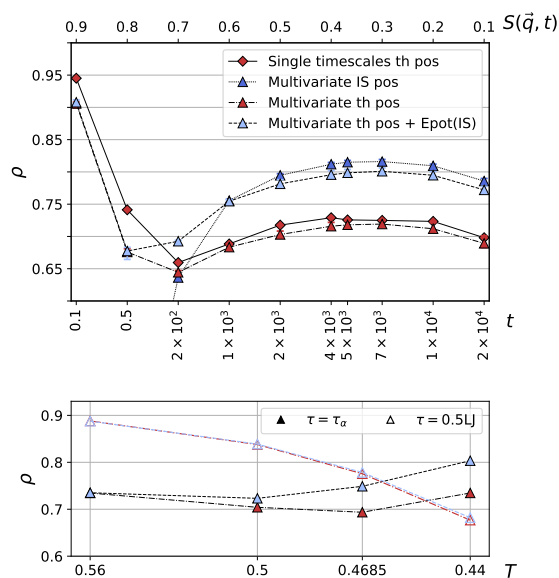 0.9 0.8 0.7 0.6 0.5 0.4 0.3 0.2 0.1 S(q⃗, t)
Single timescales th pos
Multivariate IS pos
Multivariate th pos
Multivariate th pos + Epot(IS)
0.95
0.85
0.75
0.65
ρ
0.1 0.5 2 × 10² 1 × 10³ 2 × 10³ 4 × 10³ 5 × 10³ 7 × 10³ 1 × 10⁴ 2 × 10⁴ t
τ = τα τ = 0.5LJ
0.9
0.8
0.7
0.6
ρ
0.56 0.5 0.4685 0.44 T